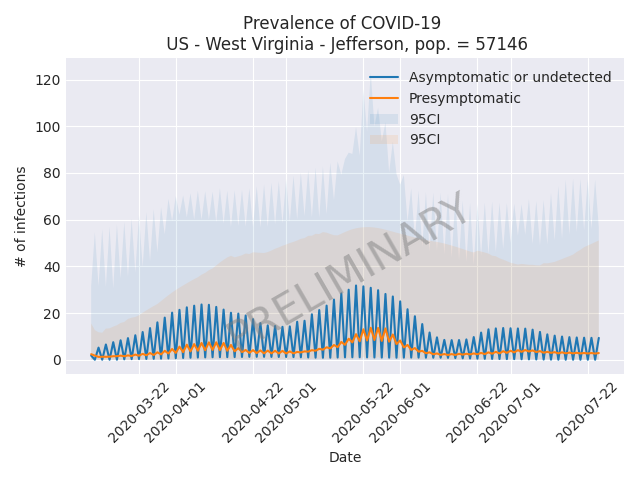 Prevalence of COVID-19
US - West Virginia - Jefferson, pop. = 57146
Asymptomatic or undetected
Presymptomatic
95CI
95CI
PRELIMINARY
# of infections
120
100
80
60
40
20
0
2020-03-22
2020-04-01
2020-04-22
2020-05-01
2020-05-22
2020-06-01
2020-06-22
2020-07-01
2020-07-22
Date